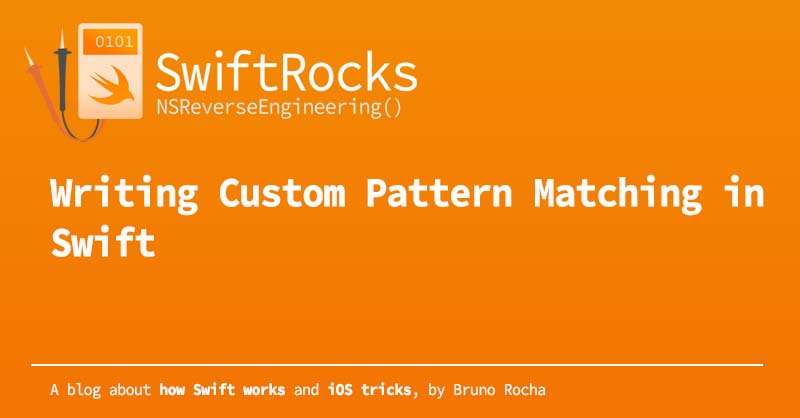 0101
SwiftRocks
NSReverseEngineering()
Writing Custom Pattern Matching in
Swift
A blog about how Swift works and iOS tricks, by Bruno Rocha